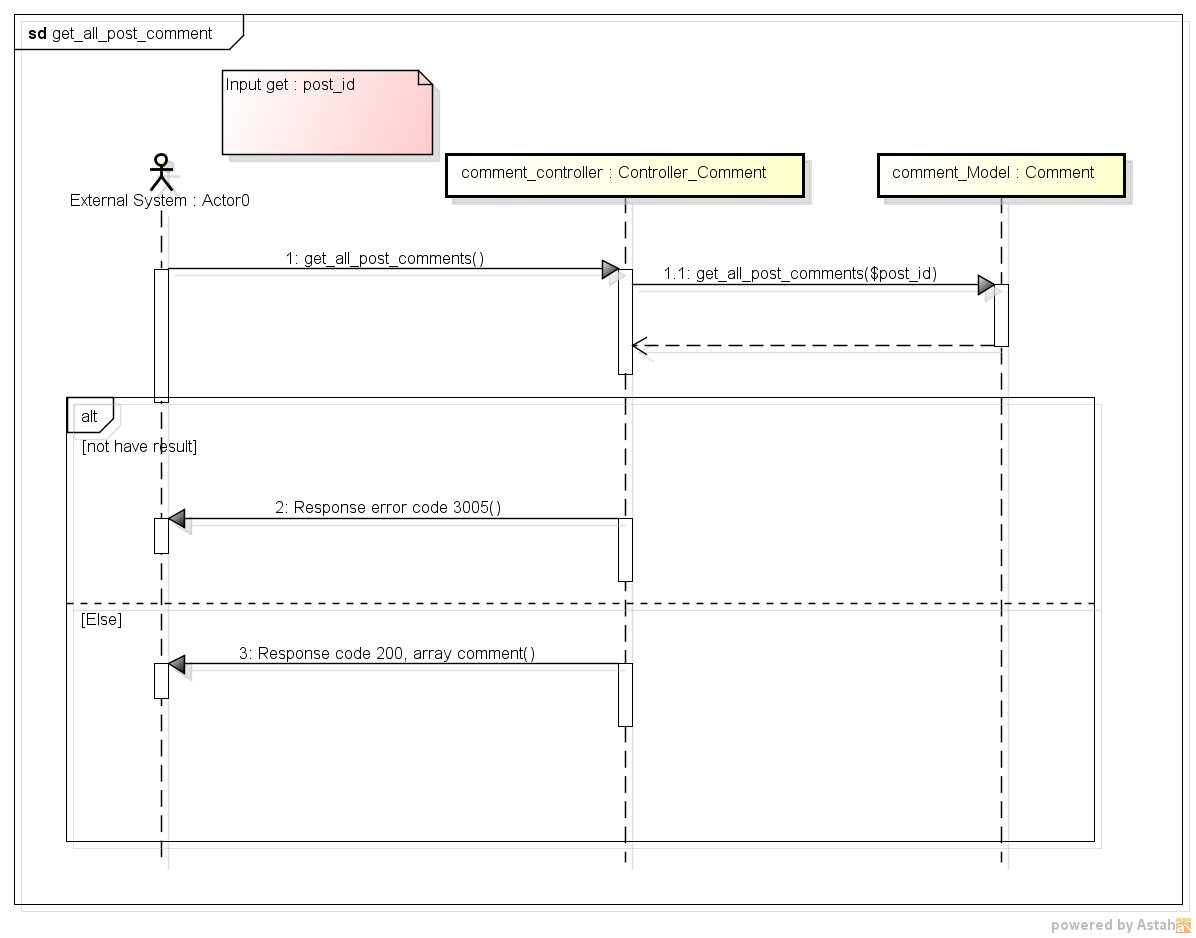 sd get_all_post_comment
Input get : post_id
External System : Actor0
comment_controller : Controller_Comment
comment_Model : Comment
1: get_all_post_comments()
1.1: get_all_post_comments($post_id)
alt
[not have result]
2: Response error code 3005()
[Else]
3: Response code 200, array comment()
powered by Astah